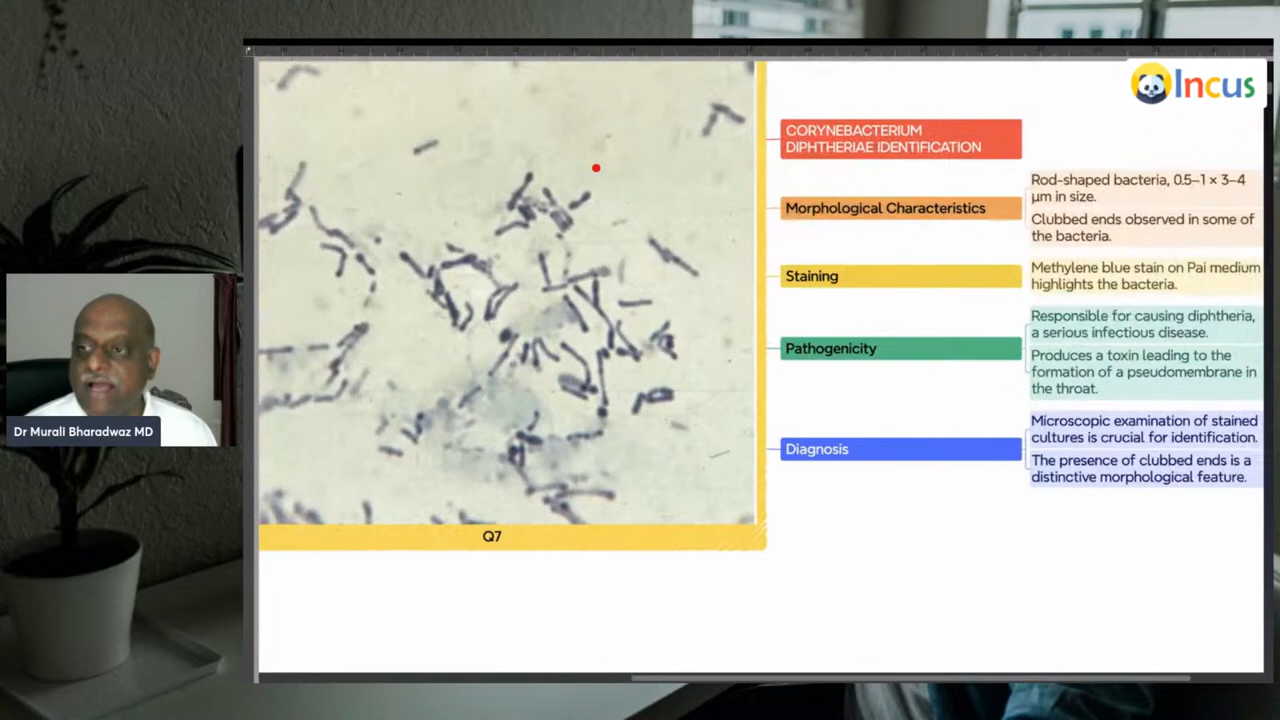 Incus
CORYNEBACTERIUM
DIPHTHERIAE IDENTIFICATION
Morphological Characteristics
Rod-shaped bacteria, 0.5–1 × 3–4
μm in size.
Clubbed ends observed in some of
the bacteria.
Staining
Methylene blue stain on Pai medium
highlights the bacteria.
Pathogenicity
Responsible for causing diphtheria,
a serious infectious disease.
Produces a toxin leading to the
formation of a pseudomembrane in
the throat.
Diagnosis
Microscopic examination of stained
cultures is crucial for identification.
The presence of clubbed ends is a
distinctive morphological feature.
Q7
Dr Murali Bharadwaz MD